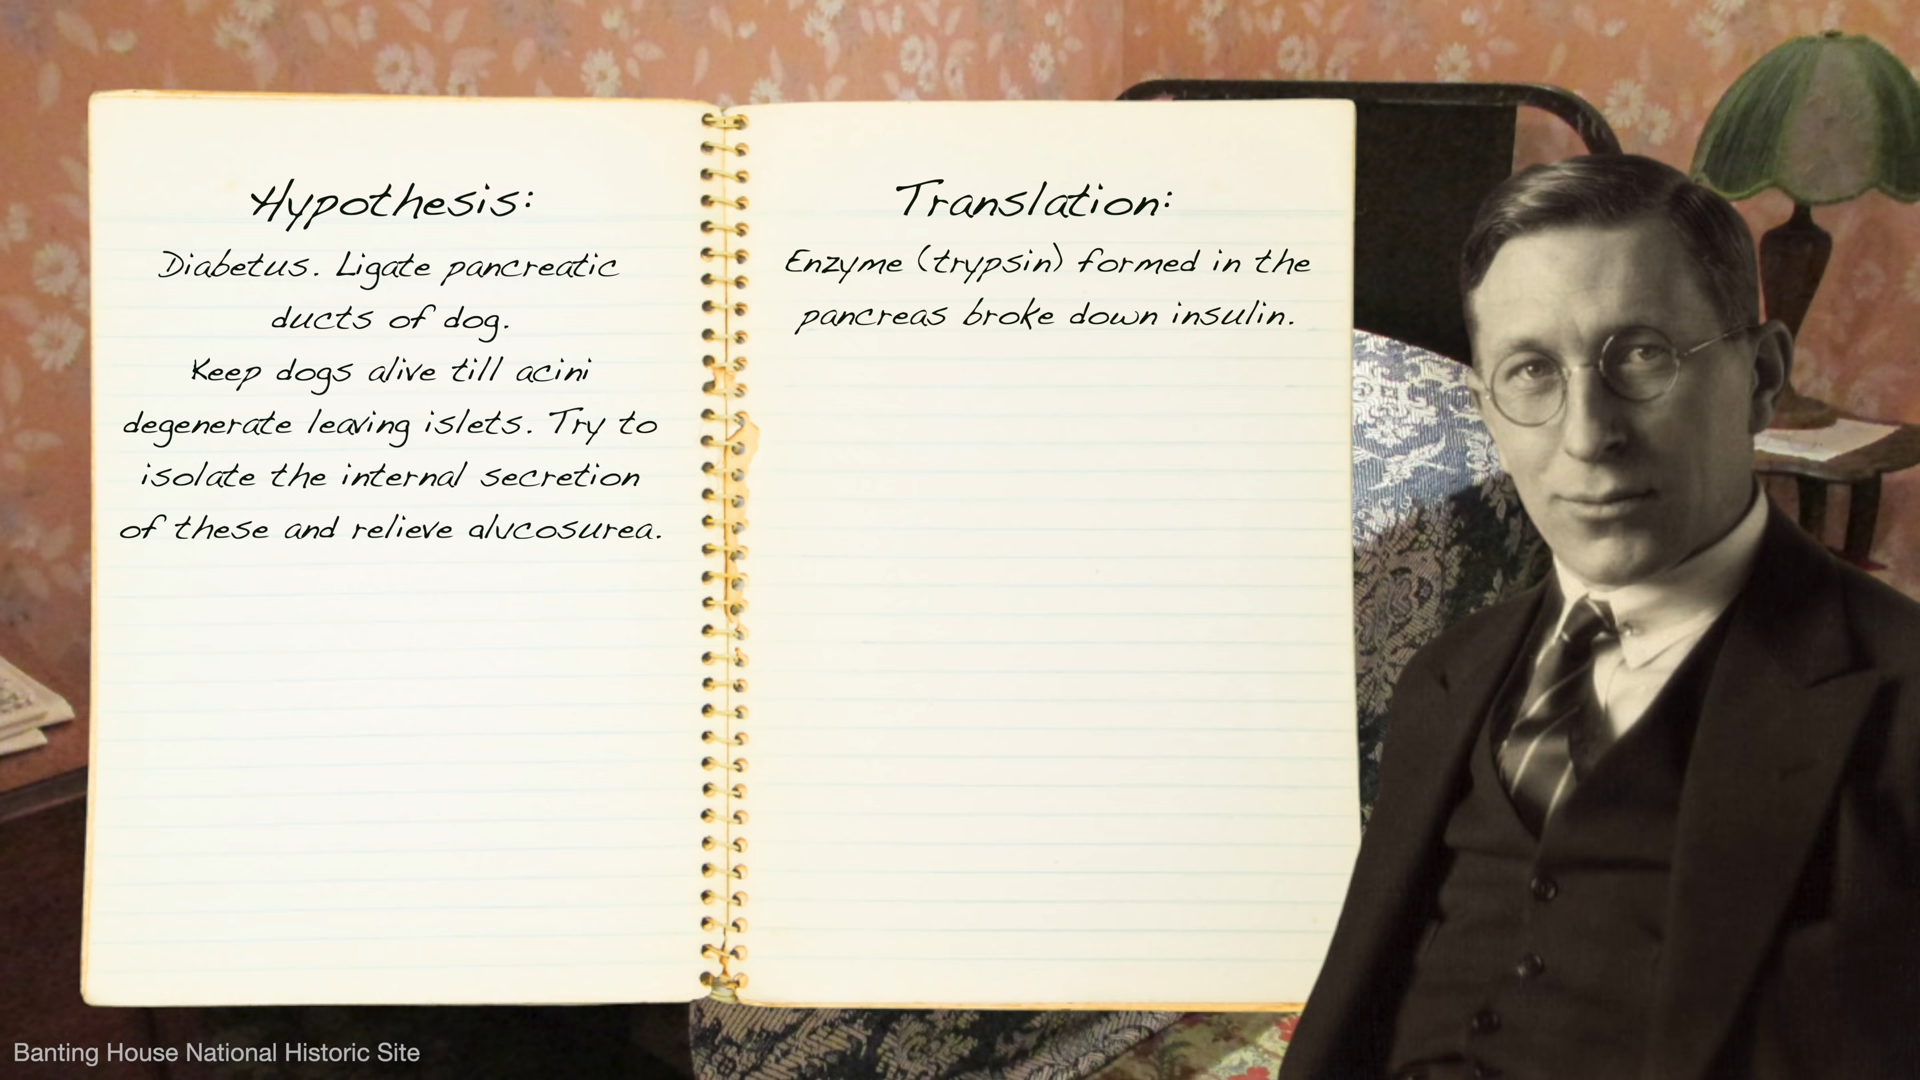 Hypothesis:
Diabetus. Ligate pancreatic
ducts of dog.
Keep dogs alive till acini
degenerate leaving islets. Try to
isolate the internal secretion
of these and relieve glycosurea.
Translation:
Enzyme (trypsin) formed in the
pancreas broke down insulin.
Banting House National Historic Site